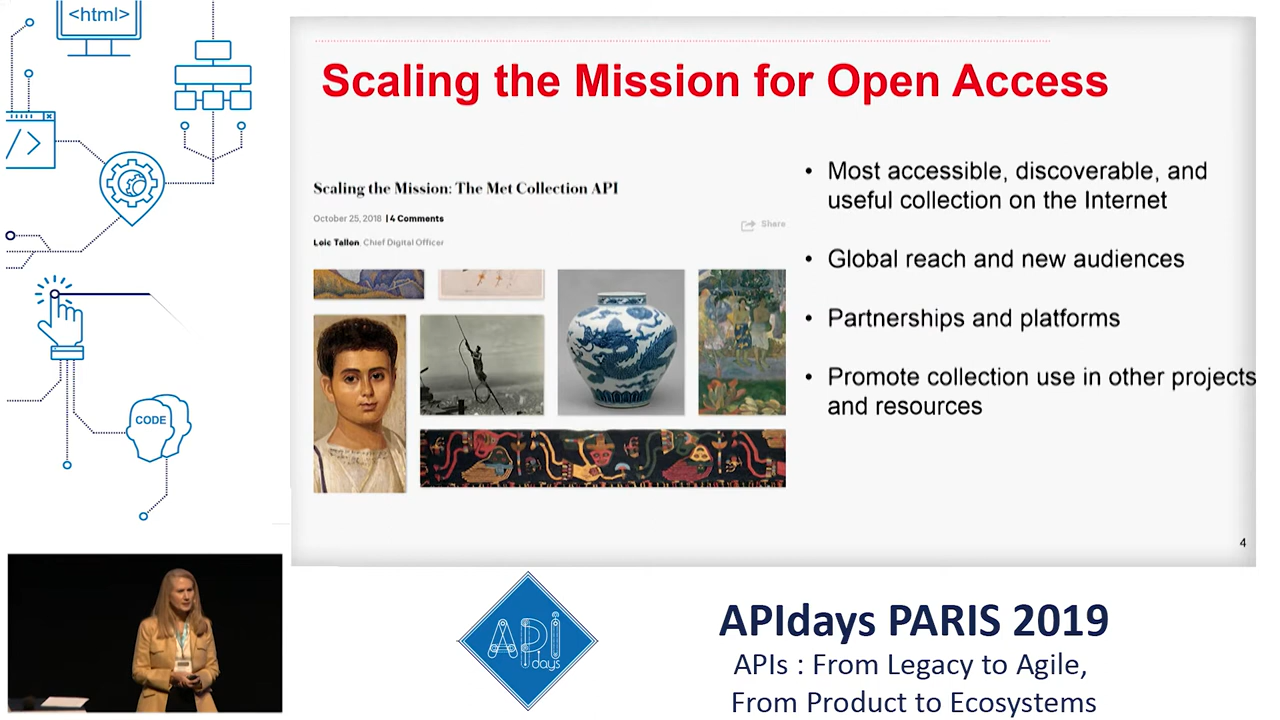 <html>
</>
CODE
Scaling the Mission for Open Access
Scaling the Mission: The Met Collection API
October 25, 2018 | 4 Comments
Share
Loic Tallon, Chief Digital Officer
• Most accessible, discoverable, and
useful collection on the Internet
• Global reach and new audiences
• Partnerships and platforms
• Promote collection use in other projects
and resources
4
API
days
APIdays PARIS 2019
APIs : From Legacy to Agile,
From Product to Ecosystems